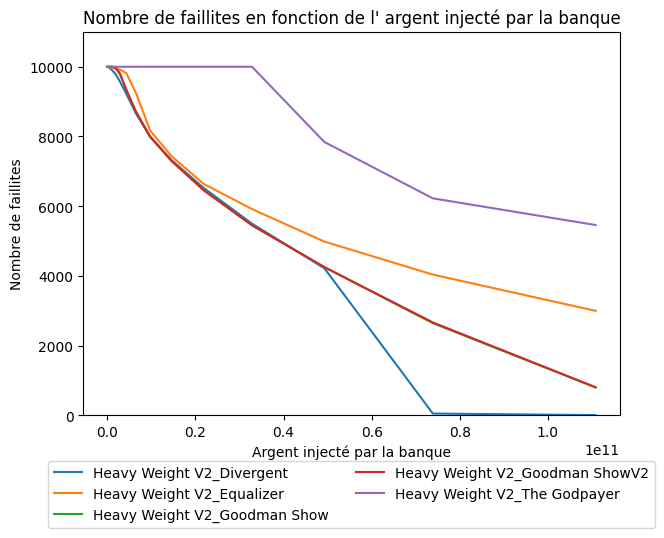 Nombre de faillites en fonction de l' argent injecté par la banque
10000
8000
6000
4000
2000
0
Nombre de faillites
0.0 0.2 0.4 0.6 0.8 1.0
1e11
Argent injecté par la banque
Heavy Weight V2_Divergent
Heavy Weight V2_Equalizer
Heavy Weight V2_Goodman Show
Heavy Weight V2_Goodman ShowV2
Heavy Weight V2_The Godpayer